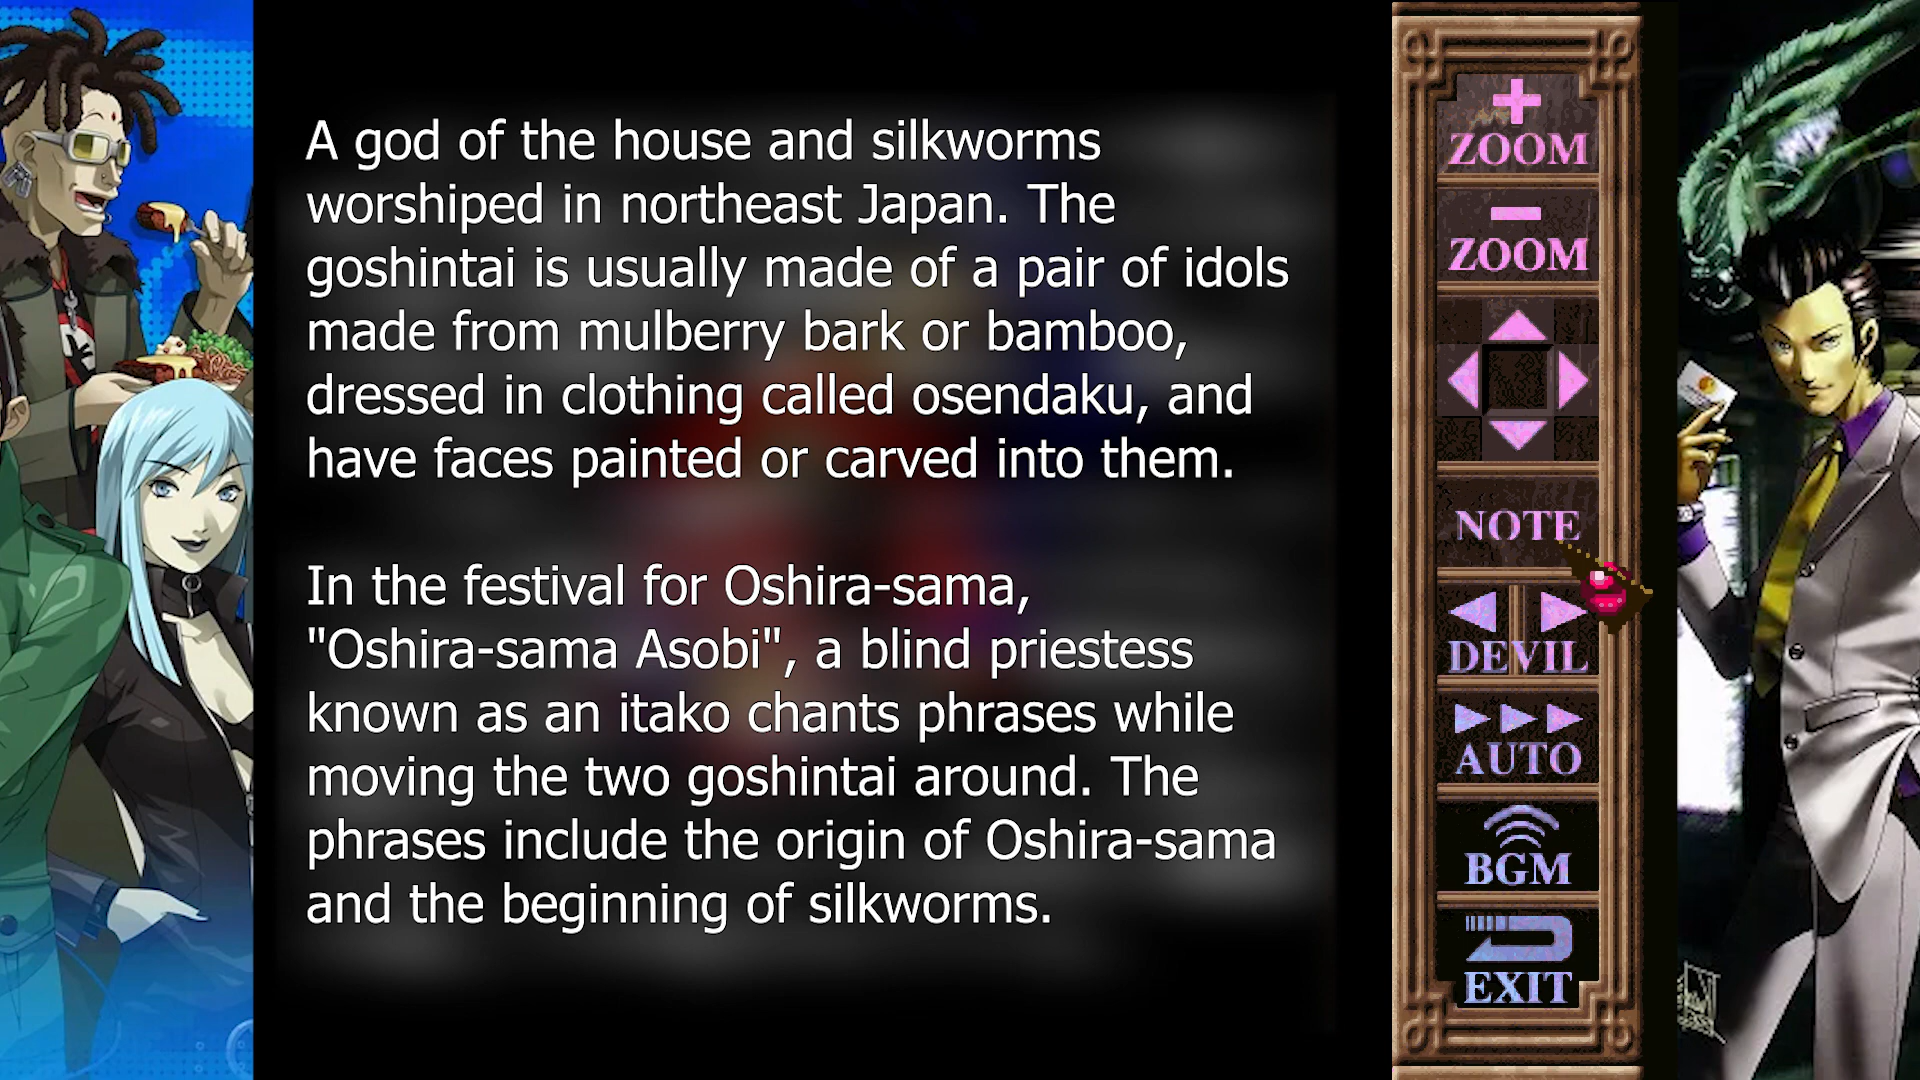 A god of the house and silkworms
worshiped in northeast Japan. The
goshintai is usually made of a pair of idols
made from mulberry bark or bamboo,
dressed in clothing called osendaku, and
have faces painted or carved into them.
In the festival for Oshira-sama,
"Oshira-sama Asobi", a blind priestess
known as an itako chants phrases while
moving the two goshintai around. The
phrases include the origin of Oshira-sama
and the beginning of silkworms.
ZOOM
ZOOM
NOTE
DEVIL
AUTO
BGM
EXIT